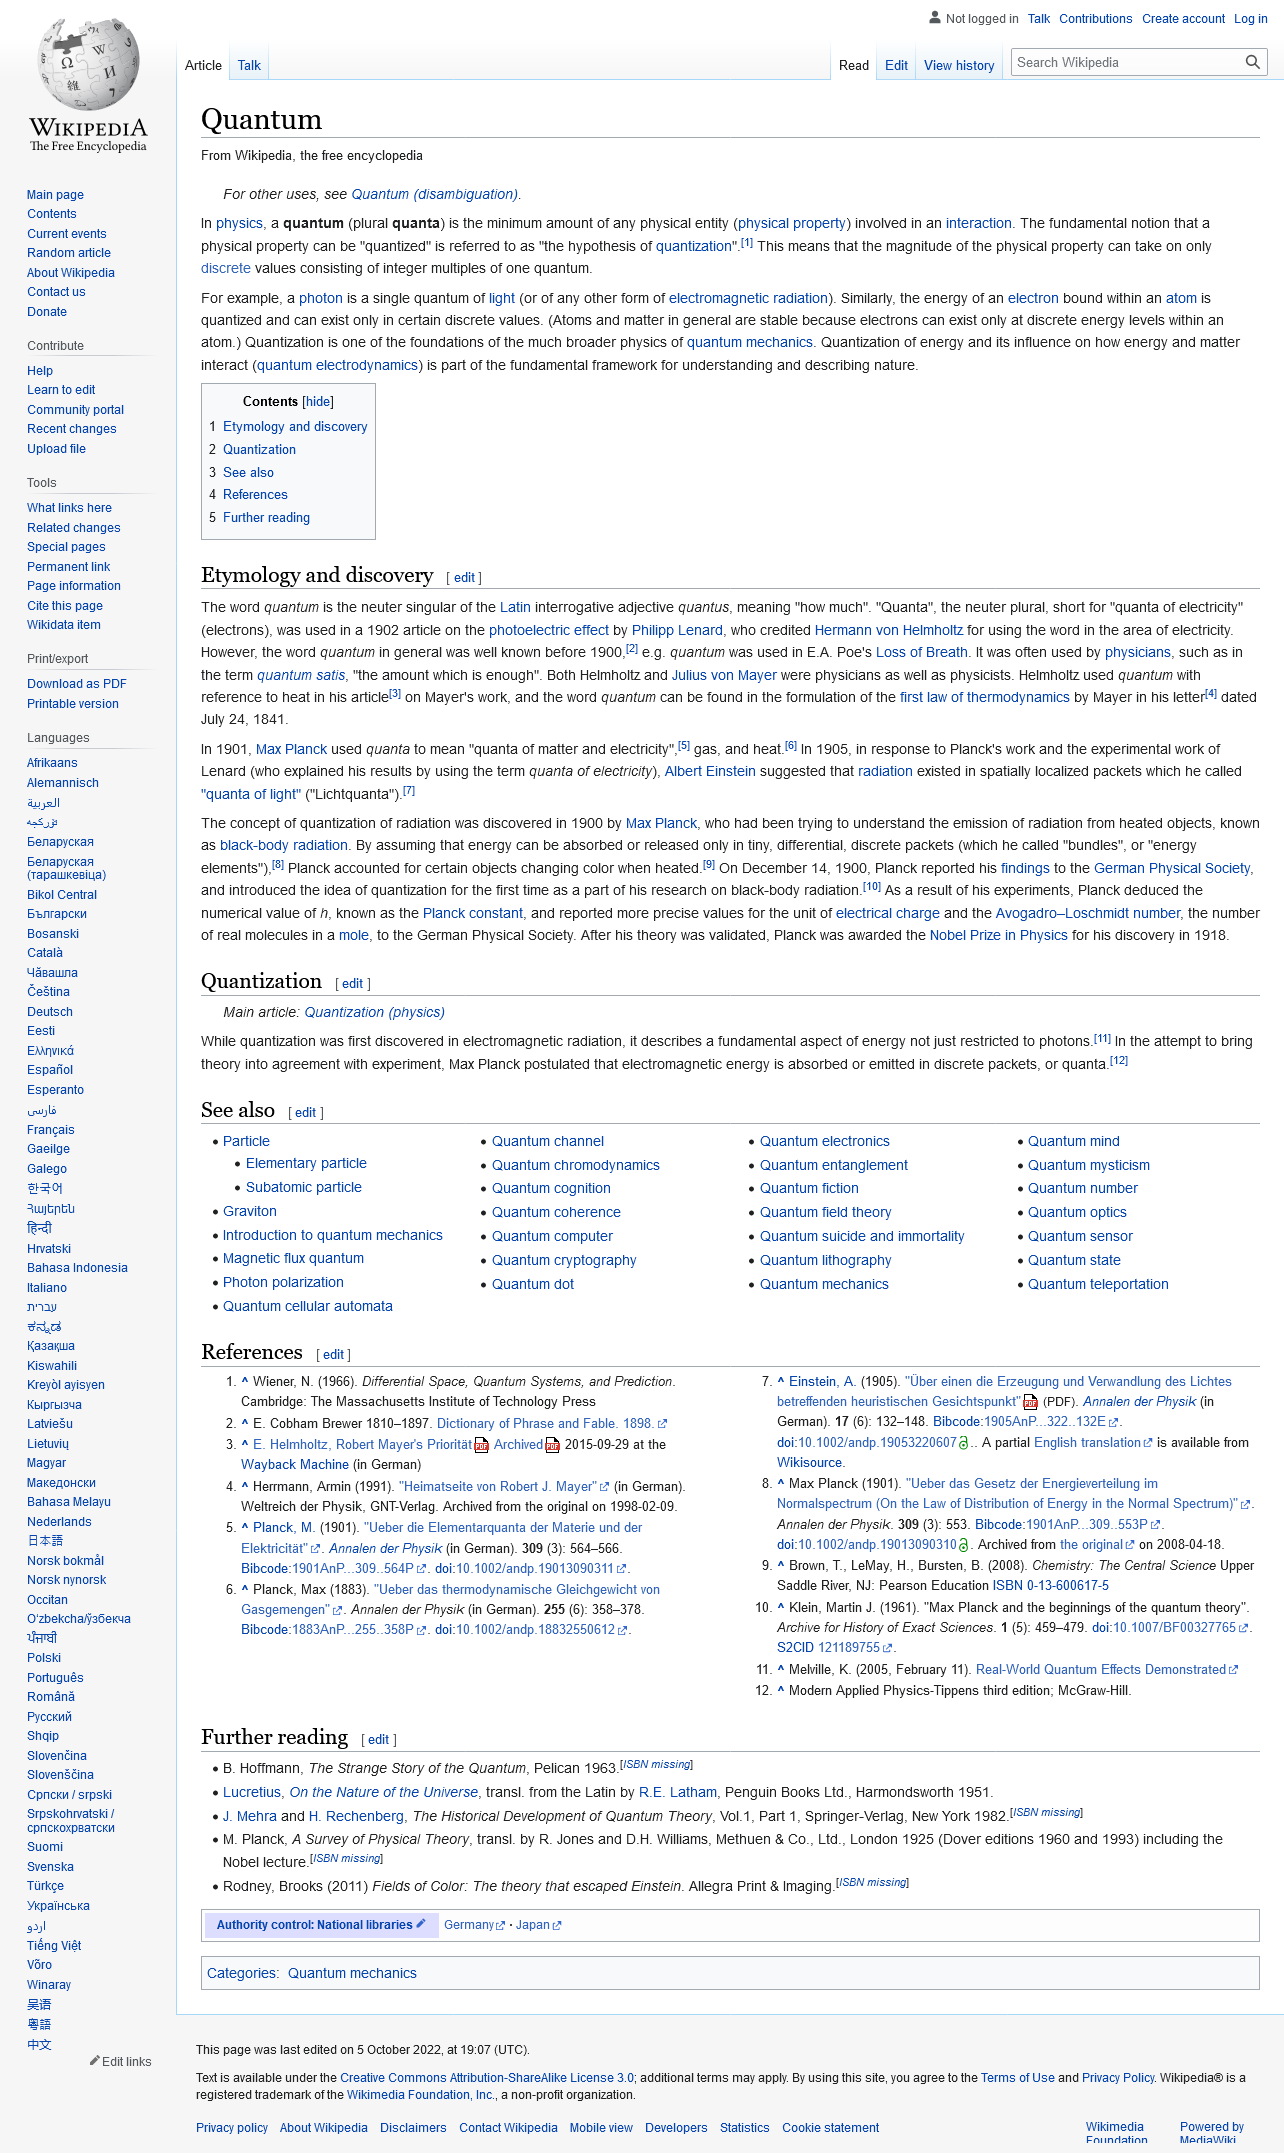 Not logged in Talk Contributions Create account Log in
WIKIPEDIA
The Free Encyclopedia
Article Talk Read Edit View history Search Wikipedia
Main page
Contents
Current events
Random article
About Wikipedia
Contact us
Donate
Contribute
Help
Learn to edit
Community portal
Recent changes
Upload file
Tools
What links here
Related changes
Special pages
Permanent link
Page information
Cite this page
Wikidata item
Print/export
Download as PDF
Printable version
Languages
Afrikaans
Alemannisch
العربية
تۆرکجه
Беларуская
Беларуская
(тарашкевіца)
Bikol Central
Български
Bosanski
Català
Чӑвашла
Čeština
Deutsch
Eesti
Ελληνικά
Español
Esperanto
فارسی
Français
Gaeilge
Galego
한국어
Հայերեն
हिन्दी
Hrvatski
Bahasa Indonesia
Italiano
עברית
ಕನ್ನಡ
Қазақша
Kiswahili
Kreyòl ayisyen
Кыргызча
Latviešu
Lietuvių
Magyar
Македонски
Bahasa Melayu
Nederlands
日本語
Norsk bokmål
Norsk nynorsk
Occitan
Oʻzbekcha/ўзбекча
ਪੰਜਾਬੀ
Polski
Português
Română
Русский
Shqip
Slovenčina
Slovenščina
Српски / srpski
Srpskohrvatski /
српскохрватски
Suomi
Svenska
Türkçe
Українська
اردو
Tiếng Việt
Võro
Winaray
吴语
粵語
中文
Edit links
Quantum
From Wikipedia, the free encyclopedia
For other uses, see Quantum (disambiguation).
In physics, a quantum (plural quanta) is the minimum amount of any physical entity (physical property) involved in an interaction. The fundamental notion that a
physical property can be "quantized" is referred to as "the hypothesis of quantization".[1] This means that the magnitude of the physical property can take on only
discrete values consisting of integer multiples of one quantum.
For example, a photon is a single quantum of light (or of any other form of electromagnetic radiation). Similarly, the energy of an electron bound within an atom is
quantized and can exist only in certain discrete values. (Atoms and matter in general are stable because electrons can exist only at discrete energy levels within an
atom.) Quantization is one of the foundations of the much broader physics of quantum mechanics. Quantization of energy and its influence on how energy and matter
interact (quantum electrodynamics) is part of the fundamental framework for understanding and describing nature.
Contents [hide]
1 Etymology and discovery
2 Quantization
3 See also
4 References
5 Further reading
Etymology and discovery [ edit ]
The word quantum is the neuter singular of the Latin interrogative adjective quantus, meaning "how much". "Quanta", the neuter plural, short for "quanta of electricity"
(electrons), was used in a 1902 article on the photoelectric effect by Philipp Lenard, who credited Hermann von Helmholtz for using the word in the area of electricity.
However, the word quantum in general was well known before 1900,[2] e.g. quantum was used in E.A. Poe's Loss of Breath. It was often used by physicians, such as in
the term quantum satis, "the amount which is enough". Both Helmholtz and Julius von Mayer were physicians as well as physicists. Helmholtz used quantum with
reference to heat in his article[3] on Mayer's work, and the word quantum can be found in the formulation of the first law of thermodynamics by Mayer in his letter[4] dated
July 24, 1841.
In 1901, Max Planck used quanta to mean "quanta of matter and electricity",[5] gas, and heat.[6] In 1905, in response to Planck's work and the experimental work of
Lenard (who explained his results by using the term quanta of electricity), Albert Einstein suggested that radiation existed in spatially localized packets which he called
"quanta of light" ("Lichtquanta").[7]
The concept of quantization of radiation was discovered in 1900 by Max Planck, who had been trying to understand the emission of radiation from heated objects, known
as black-body radiation. By assuming that energy can be absorbed or released only in tiny, differential, discrete packets (which he called "bundles", or "energy
elements"),[8] Planck accounted for certain objects changing color when heated.[9] On December 14, 1900, Planck reported his findings to the German Physical Society,
and introduced the idea of quantization for the first time as a part of his research on black-body radiation.[10] As a result of his experiments, Planck deduced the
numerical value of h, known as the Planck constant, and reported more precise values for the unit of electrical charge and the Avogadro–Loschmidt number, the number
of real molecules in a mole, to the German Physical Society. After his theory was validated, Planck was awarded the Nobel Prize in Physics for his discovery in 1918.
Quantization [ edit ]
Main article: Quantization (physics)
While quantization was first discovered in electromagnetic radiation, it describes a fundamental aspect of energy not just restricted to photons.[11] In the attempt to bring
theory into agreement with experiment, Max Planck postulated that electromagnetic energy is absorbed or emitted in discrete packets, or quanta.[12]
See also [ edit ]
• Particle
• Elementary particle
• Subatomic particle
• Graviton
• Introduction to quantum mechanics
• Magnetic flux quantum
• Photon polarization
• Quantum cellular automata
• Quantum channel
• Quantum chromodynamics
• Quantum cognition
• Quantum coherence
• Quantum computer
• Quantum cryptography
• Quantum dot
• Quantum electronics
• Quantum entanglement
• Quantum fiction
• Quantum field theory
• Quantum suicide and immortality
• Quantum lithography
• Quantum mechanics
• Quantum mind
• Quantum mysticism
• Quantum number
• Quantum optics
• Quantum sensor
• Quantum state
• Quantum teleportation
References [ edit ]
1. ^ Wiener, N. (1966). Differential Space, Quantum Systems, and Prediction.
Cambridge: The Massachusetts Institute of Technology Press
2. ^ E. Cobham Brewer 1810–1897. Dictionary of Phrase and Fable. 1898.
3. ^ E. Helmholtz, Robert Mayer's Priorität Archived 2015-09-29 at the
Wayback Machine (in German)
4. ^ Herrmann, Armin (1991). "Heimatseite von Robert J. Mayer" (in German).
Weltreich der Physik, GNT-Verlag. Archived from the original on 1998-02-09.
5. ^ Planck, M. (1901). "Ueber die Elementarquanta der Materie und der
Elektricität". Annalen der Physik (in German). 309 (3): 564–566.
Bibcode:1901AnP...309..564P. doi:10.1002/andp.19013090311.
6. ^ Planck, Max (1883). "Ueber das thermodynamische Gleichgewicht von
Gasgemengen". Annalen der Physik (in German). 255 (6): 358–378.
Bibcode:1883AnP...255..358P. doi:10.1002/andp.18832550612.
7. ^ Einstein, A. (1905). "Über einen die Erzeugung und Verwandlung des Lichtes
betreffenden heuristischen Gesichtspunkt" (PDF). Annalen der Physik (in
German). 17 (6): 132–148. Bibcode:1905AnP...322..132E.
doi:10.1002/andp.19053220607.. A partial English translation is available from
Wikisource.
8. ^ Max Planck (1901). "Ueber das Gesetz der Energieverteilung im
Normalspectrum (On the Law of Distribution of Energy in the Normal Spectrum)".
Annalen der Physik. 309 (3): 553. Bibcode:1901AnP...309..553P.
doi:10.1002/andp.19013090310. Archived from the original on 2008-04-18.
9. ^ Brown, T., LeMay, H., Bursten, B. (2008). Chemistry: The Central Science Upper
Saddle River, NJ: Pearson Education ISBN 0-13-600617-5
10. ^ Klein, Martin J. (1961). "Max Planck and the beginnings of the quantum theory".
Archive for History of Exact Sciences. 1 (5): 459–479. doi:10.1007/BF00327765.
S2CID 121189755.
11. ^ Melville, K. (2005, February 11). Real-World Quantum Effects Demonstrated
12. ^ Modern Applied Physics-Tippens third edition; McGraw-Hill.
Further reading [ edit ]
• B. Hoffmann, The Strange Story of the Quantum, Pelican 1963.[ISBN missing]
• Lucretius, On the Nature of the Universe, transl. from the Latin by R.E. Latham, Penguin Books Ltd., Harmondsworth 1951.
• J. Mehra and H. Rechenberg, The Historical Development of Quantum Theory, Vol.1, Part 1, Springer-Verlag, New York 1982.[ISBN missing]
• M. Planck, A Survey of Physical Theory, transl. by R. Jones and D.H. Williams, Methuen & Co., Ltd., London 1925 (Dover editions 1960 and 1993) including the
Nobel lecture.[ISBN missing]
• Rodney, Brooks (2011) Fields of Color: The theory that escaped Einstein. Allegra Print & Imaging.[ISBN missing]
Authority control: National libraries Germany · Japan
Categories: Quantum mechanics
This page was last edited on 5 October 2022, at 19:07 (UTC).
Text is available under the Creative Commons Attribution-ShareAlike License 3.0; additional terms may apply. By using this site, you agree to the Terms of Use and Privacy Policy. Wikipedia® is a
registered trademark of the Wikimedia Foundation, Inc., a non-profit organization.
Privacy policy About Wikipedia Disclaimers Contact Wikipedia Mobile view Developers Statistics Cookie statement
Wikimedia
Foundation
Powered by
MediaWiki